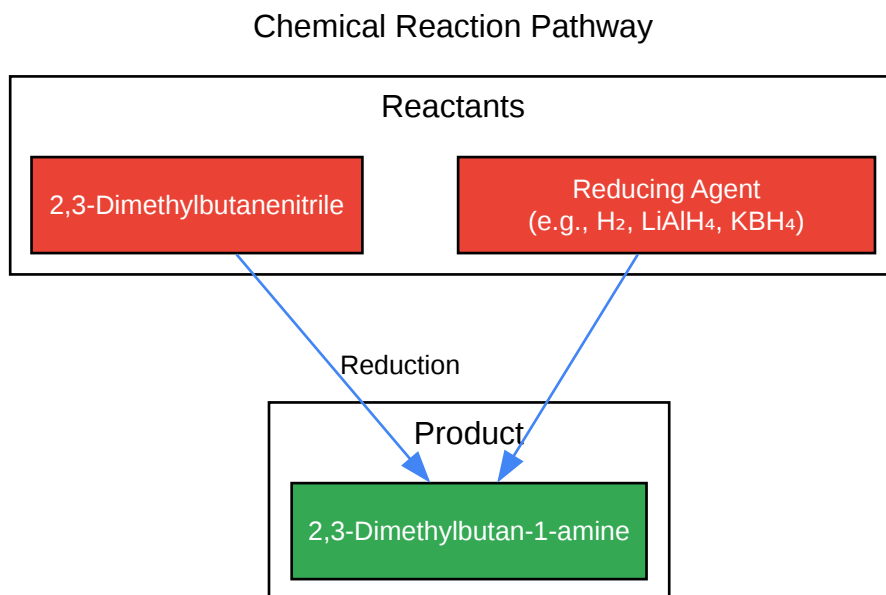 Chemical Reaction Pathway
Reactants
2,3-Dimethylbutanenitrile
Reducing Agent
(e.g., H₂, LiAlH₄, KBH₄)
Reduction
Product
2,3-Dimethylbutan-1-amine